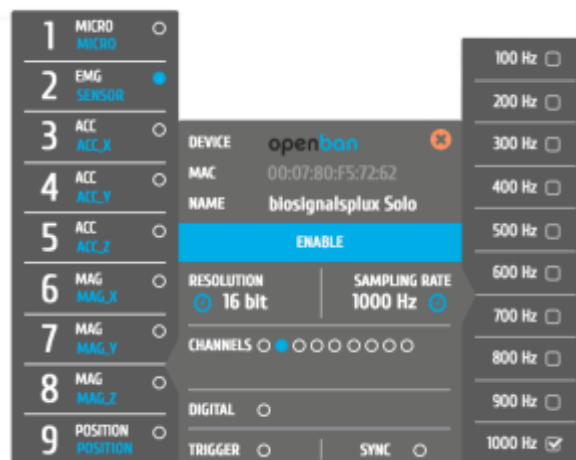 1 MICRO
MICRO
2 EMG
SENSOR
3 ACC
ACC_X
4 ACC
ACC_Y
5 ACC
ACC_Z
6 MAG
MAG_X
7 MAG
MAG_Y
8 MAG
MAG_Z
9 POSITION
POSITION
DEVICE openban
MAC 00:07:80:F5:72:62
NAME biosignalsplux Solo
ENABLE
RESOLUTION
16 bit
SAMPLING RATE
1000 Hz
CHANNELS
DIGITAL
TRIGGER
SYNC
100 Hz
200 Hz
300 Hz
400 Hz
500 Hz
600 Hz
700 Hz
800 Hz
900 Hz
1000 Hz